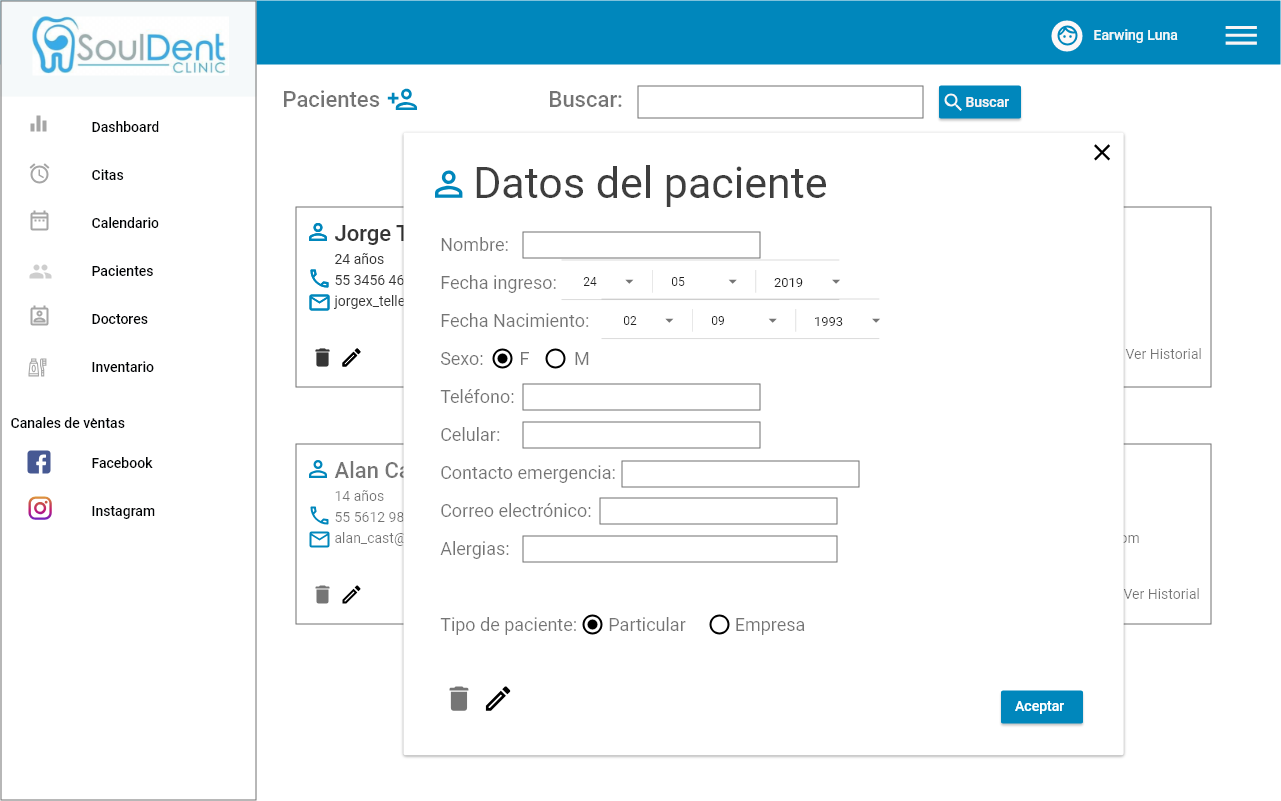 SoulDent
CLINIC
Earwing Luna
Dashboard
Citas
Calendario
Pacientes
Doctores
Inventario
Canales de ventas
Facebook
Instagram
Pacientes
Buscar:
Buscar
Jorge
24 años
55 3456 46
jorgex_telle
Ver Historial
Alan
14 años
55 5612 98
alan_cast@
Ver Historial
Datos del paciente
Nombre:
Fecha ingreso: 24 05 2019
Fecha Nacimiento: 02 09 1993
Sexo: F M
Teléfono:
Celular:
Contacto emergencia:
Correo electrónico:
Alergias:
Tipo de paciente: Particular Empresa
Aceptar